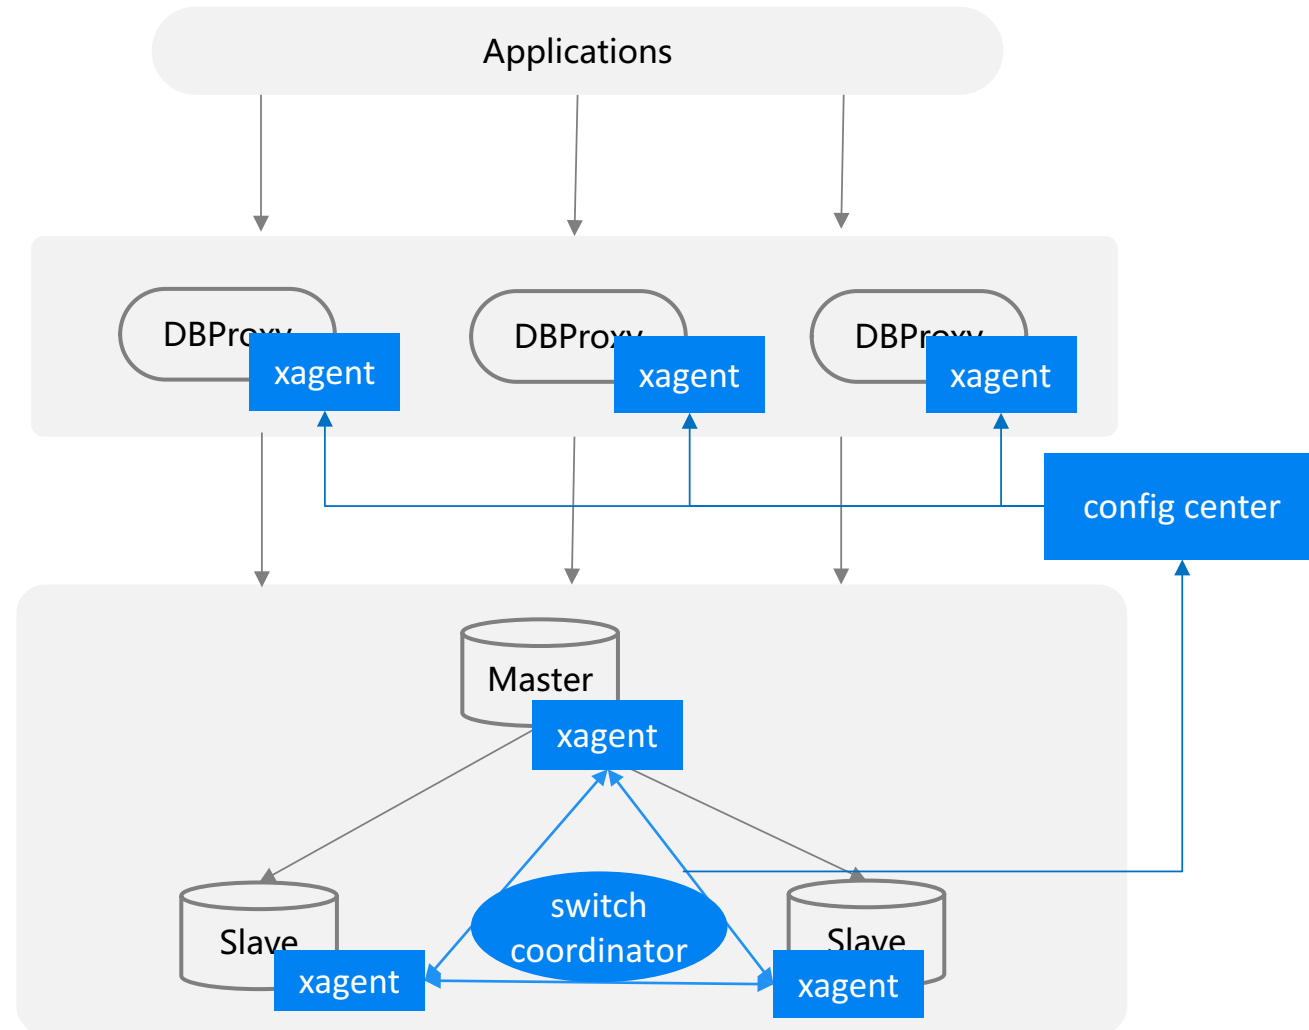 Applications
DBProxy
xagent
DBProxy
xagent
DBProxy
xagent
config center
Master
xagent
switch
coordinator
Slave
xagent
Slave
xagent